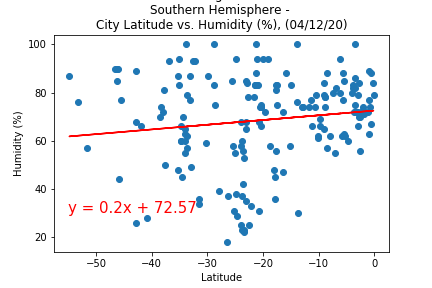 Southern Hemisphere -
City Latitude vs. Humidity (%), (04/12/20)
100
80
60
40
20
Humidity (%)
y = 0.2x + 72.57
−50
−40
−30
−20
−10
0
Latitude